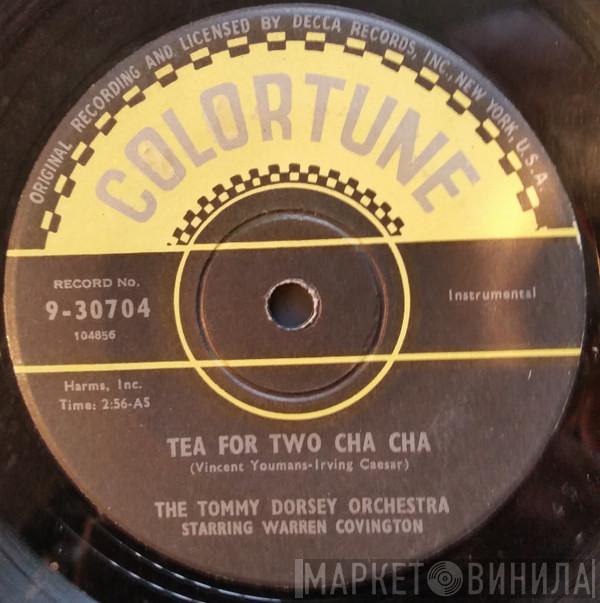 ORIGINAL RECORDING AND LICENSED BY DECCA RECORDS, INC., NEW YORK, U.S.A.
COLORTUNE
RECORD No.
9-30704
104856
Instrumental
Harms, Inc.
Time: 2:56-AS
TEA FOR TWO CHA CHA
(Vincent Youmans-Irving Caesar)
THE TOMMY DORSEY ORCHESTRA
STARRING WARREN COVINGTON
МАРКЕТ ВИНИЛА